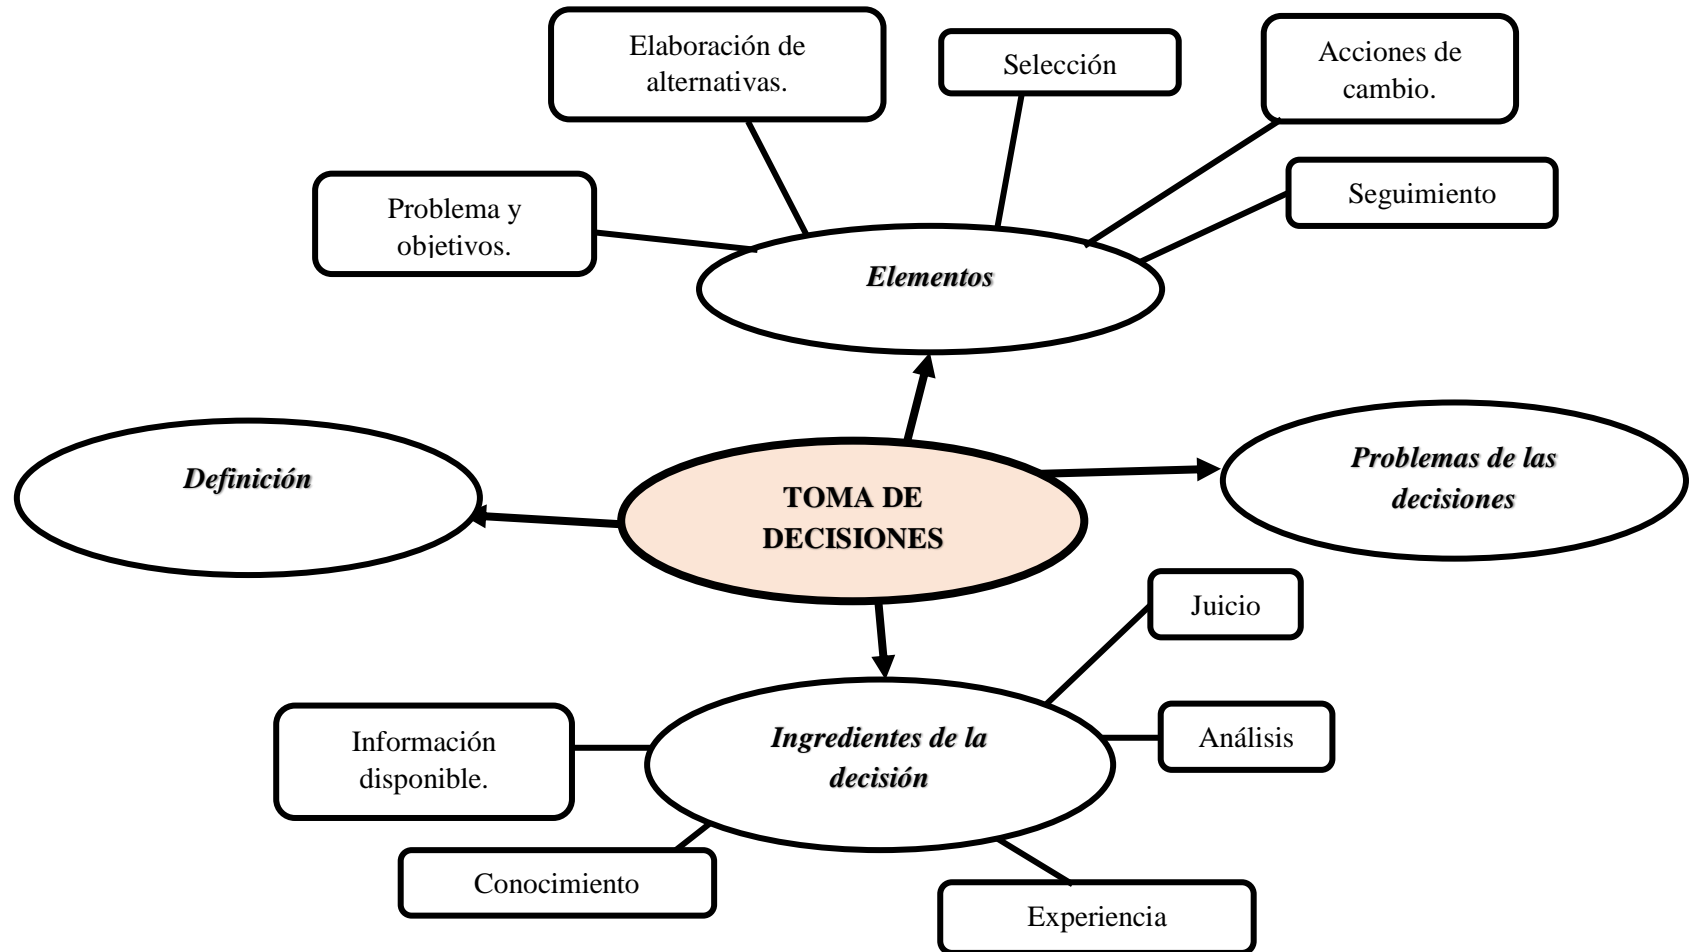 Elaboración de
alternativas.
Selección
Acciones de
cambio.
Problema y
objetivos.
Seguimiento
Elementos
Definición
TOMA DE
DECISIONES
Problemas de las
decisiones
Juicio
Información
disponible.
Ingredientes de la
decisión
Análisis
Conocimiento
Experiencia